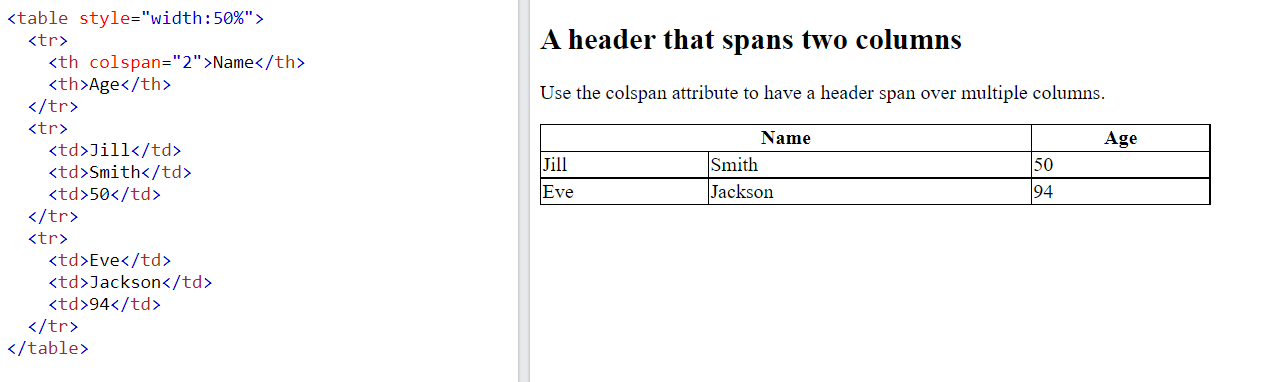 <table style="width:50%">
  <tr>
    <th colspan="2">Name</th>
    <th>Age</th>
  </tr>
  <tr>
    <td>Jill</td>
    <td>Smith</td>
    <td>50</td>
  </tr>
  <tr>
    <td>Eve</td>
    <td>Jackson</td>
    <td>94</td>
  </tr>
</table>
A header that spans two columns
Use the colspan attribute to have a header span over multiple columns.
Name Age
Jill Smith 50
Eve Jackson 94